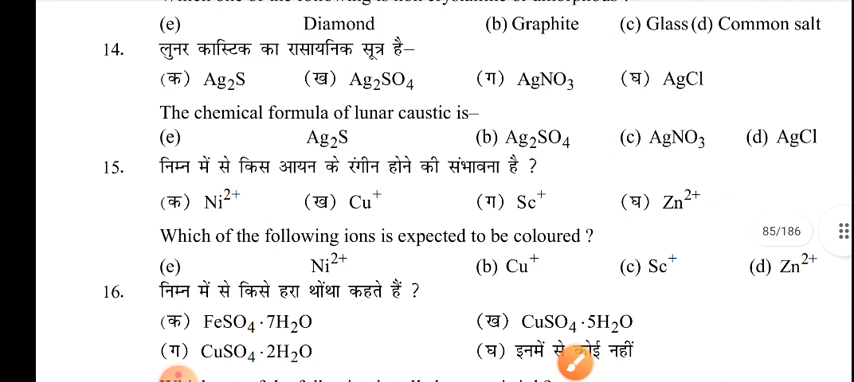 (e) Diamond (b) Graphite (c) Glass (d) Common salt
14. लुनर कास्टिक का रासायनिक सूत्र है–
(क) Ag₂S (ख) Ag₂SO₄ (ग) AgNO₃ (घ) AgCl
The chemical formula of lunar caustic is–
(e) Ag₂S (b) Ag₂SO₄ (c) AgNO₃ (d) AgCl
15. निम्न में से किस आयन के रंगीन होने की संभावना है ?
(क) Ni²⁺ (ख) Cu⁺ (ग) Sc⁺ (घ) Zn²⁺
Which of the following ions is expected to be coloured ?
85/186
(e) Ni²⁺ (b) Cu⁺ (c) Sc⁺ (d) Zn²⁺
16. निम्न में से किसे हरा थोंथा कहते हैं ?
(क) FeSO₄·7H₂O (ख) CuSO₄·5H₂O
(ग) CuSO₄·2H₂O (घ) इनमें से कोई नहीं